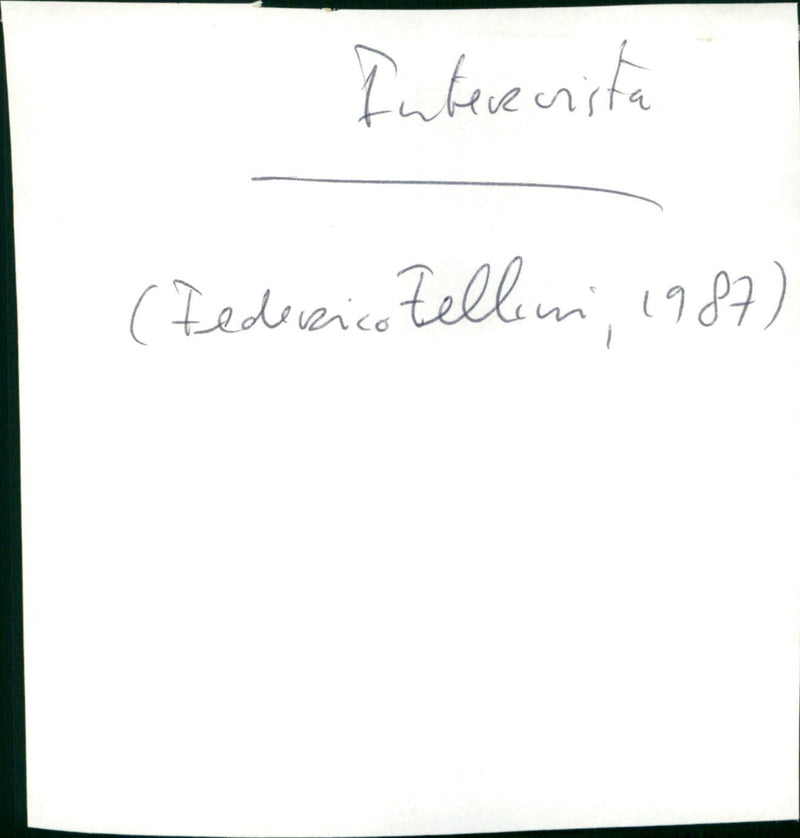 Intervista
(Federico Fellini, 1987)